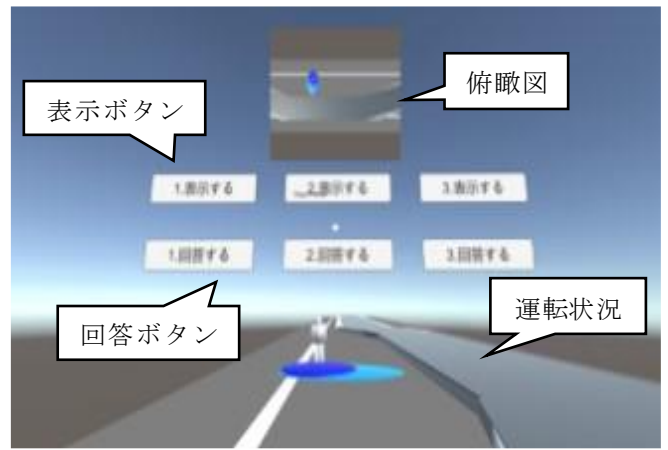 俯瞰図
表示ボタン
1.表示する
2.表示する
3.表示する
1.回答する
2.回答する
3.回答する
運転状況
回答ボタン